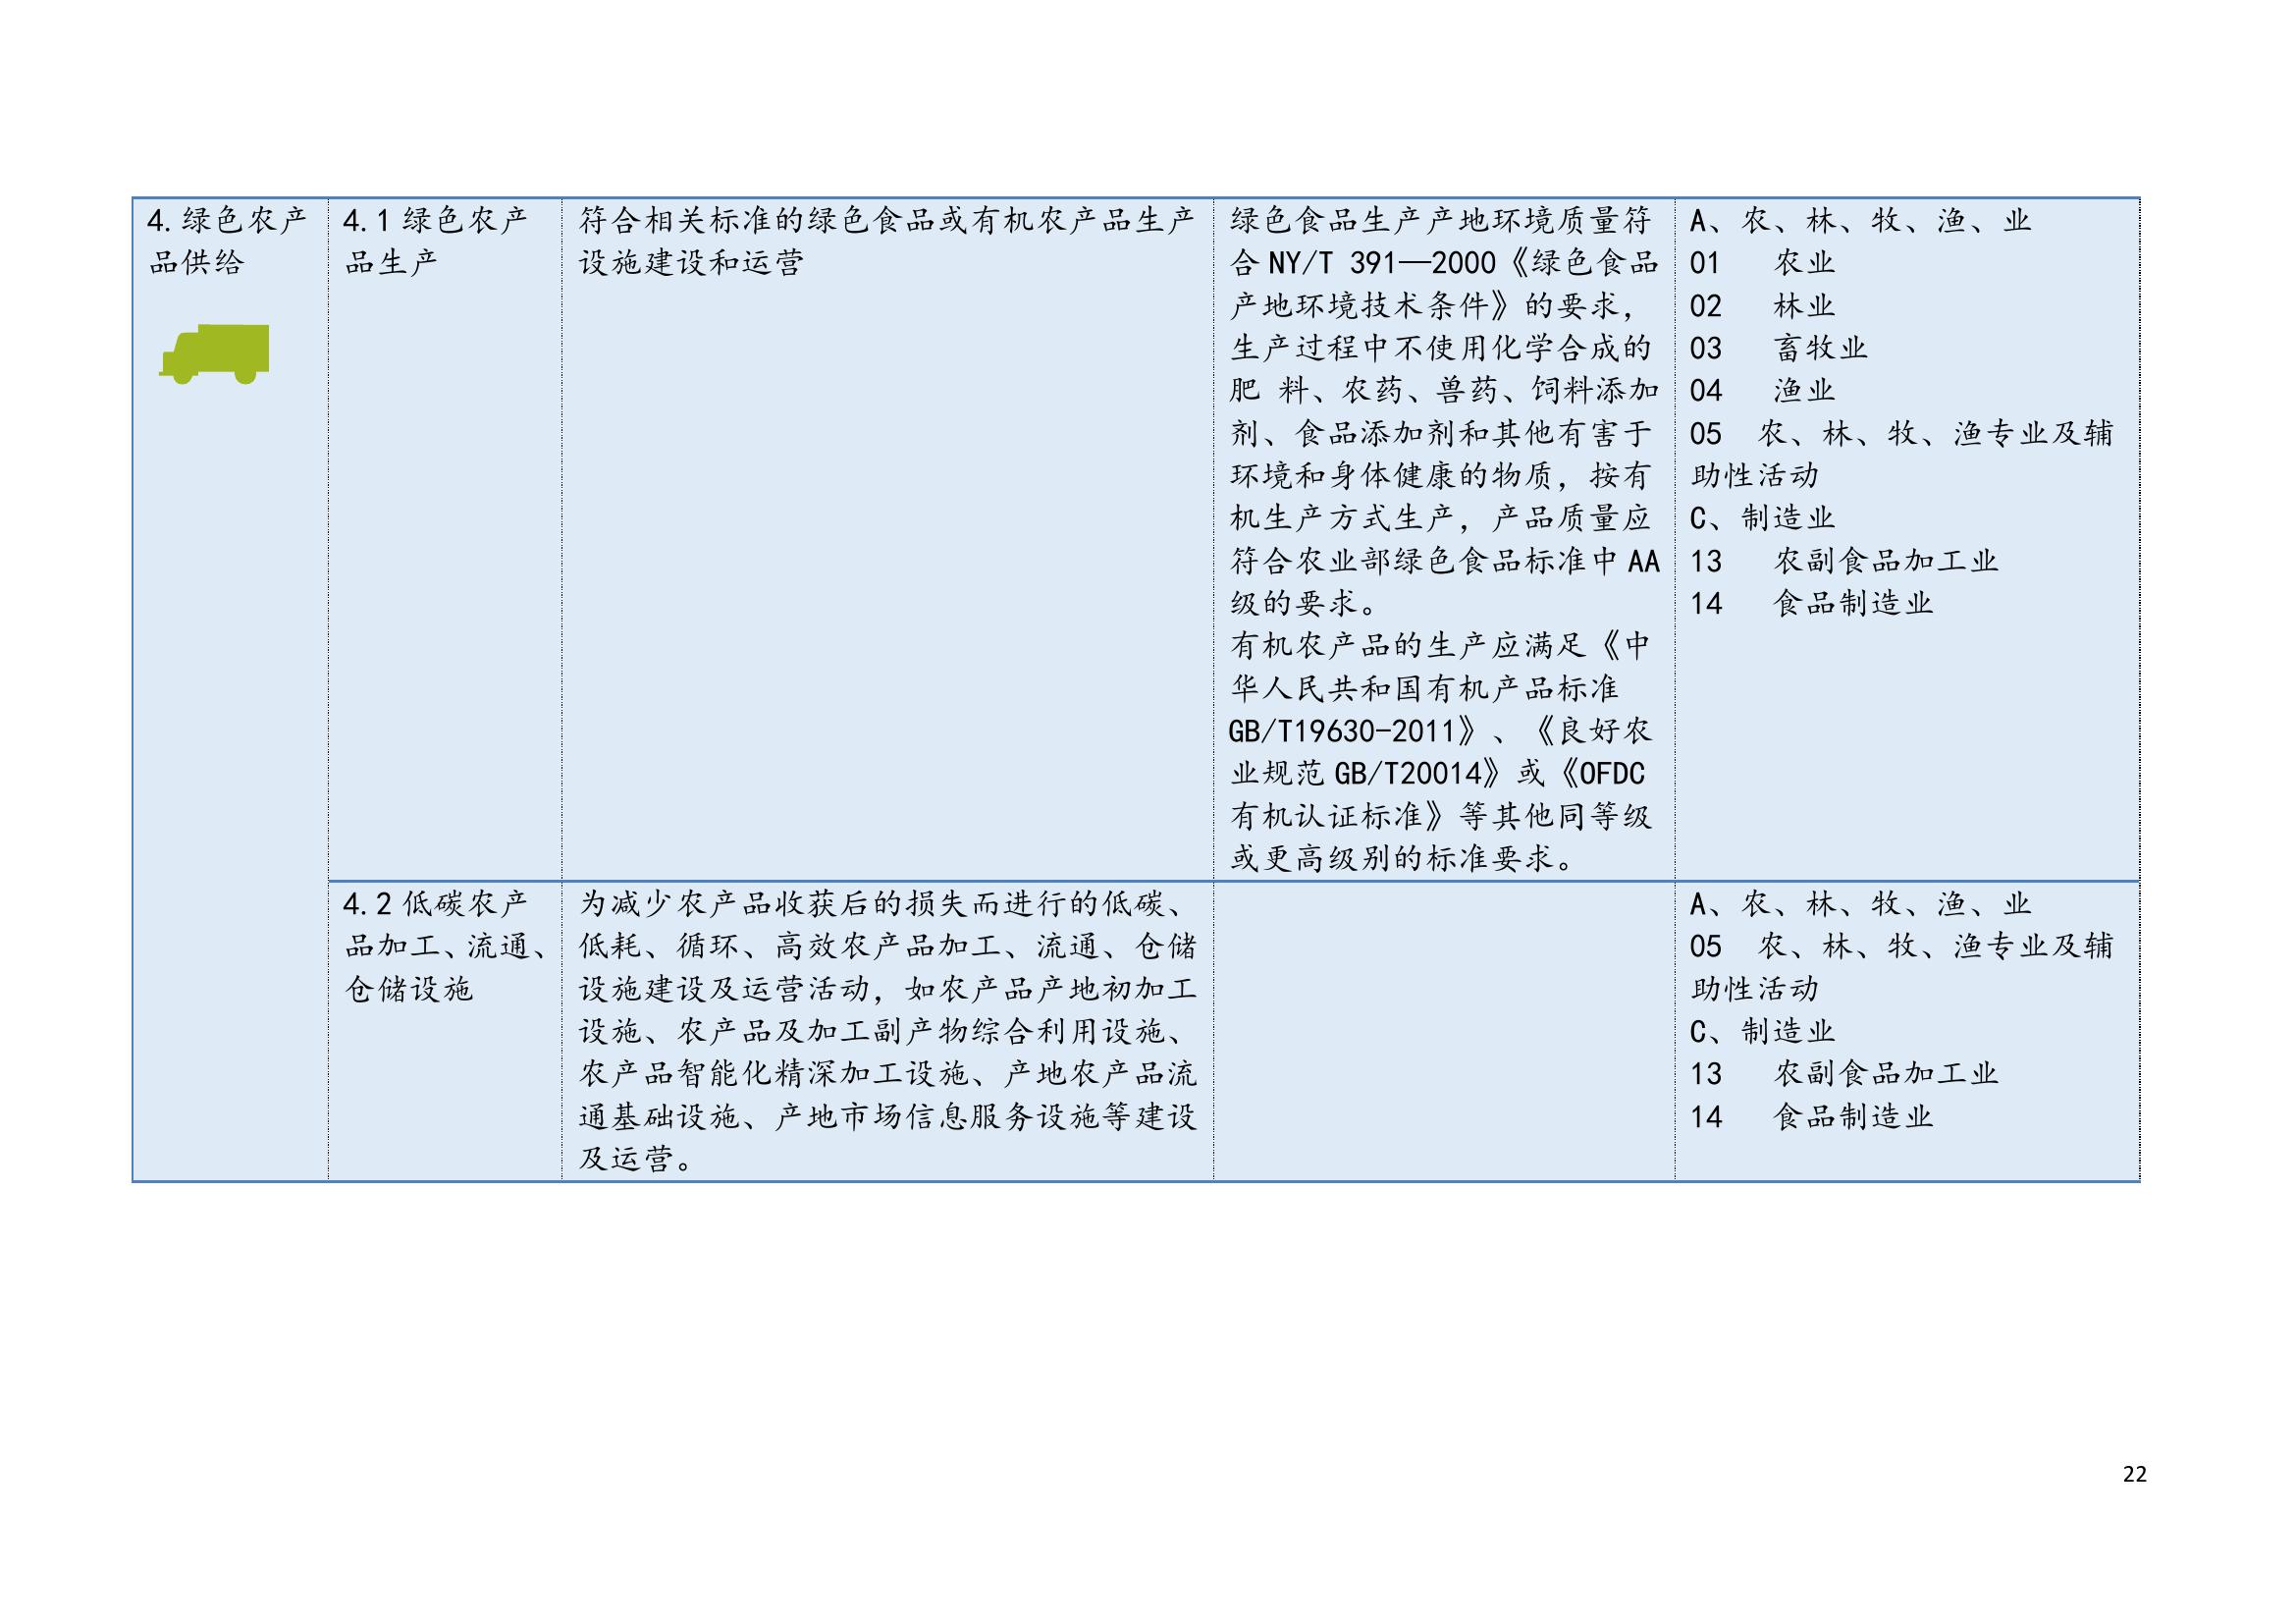 4.绿色农产
品供给
4.1 绿色农产
品生产
符合相关标准的绿色食品或有机农产品生产
设施建设和运营
绿色食品生产产地环境质量符
合 NY/T 391—2000《绿色食品
产地环境技术条件》的要求，
生产过程中不使用化学合成的
肥 料、农药、兽药、饲料添加
剂、食品添加剂和其他有害于
环境和身体健康的物质，按有
机生产方式生产，产品质量应
符合农业部绿色食品标准中 AA
级的要求。
有机农产品的生产应满足《中
华人民共和国有机产品标准
GB/T19630-2011》、《良好农
业规范 GB/T20014》或《OFDC
有机认证标准》等其他同等级
或更高级别的标准要求。
A、农、林、牧、渔、业
01 农业
02 林业
03 畜牧业
04 渔业
05 农、林、牧、渔专业及辅
助性活动
C、制造业
13 农副食品加工业
14 食品制造业
4.2 低碳农产
品加工、流通、
仓储设施
为减少农产品收获后的损失而进行的低碳、
低耗、循环、高效农产品加工、流通、仓储
设施建设及运营活动，如农产品产地初加工
设施、农产品及加工副产物综合利用设施、
农产品智能化精深加工设施、产地农产品流
通基础设施、产地市场信息服务设施等建设
及运营。
A、农、林、牧、渔、业
05 农、林、牧、渔专业及辅
助性活动
C、制造业
13 农副食品加工业
14 食品制造业
22